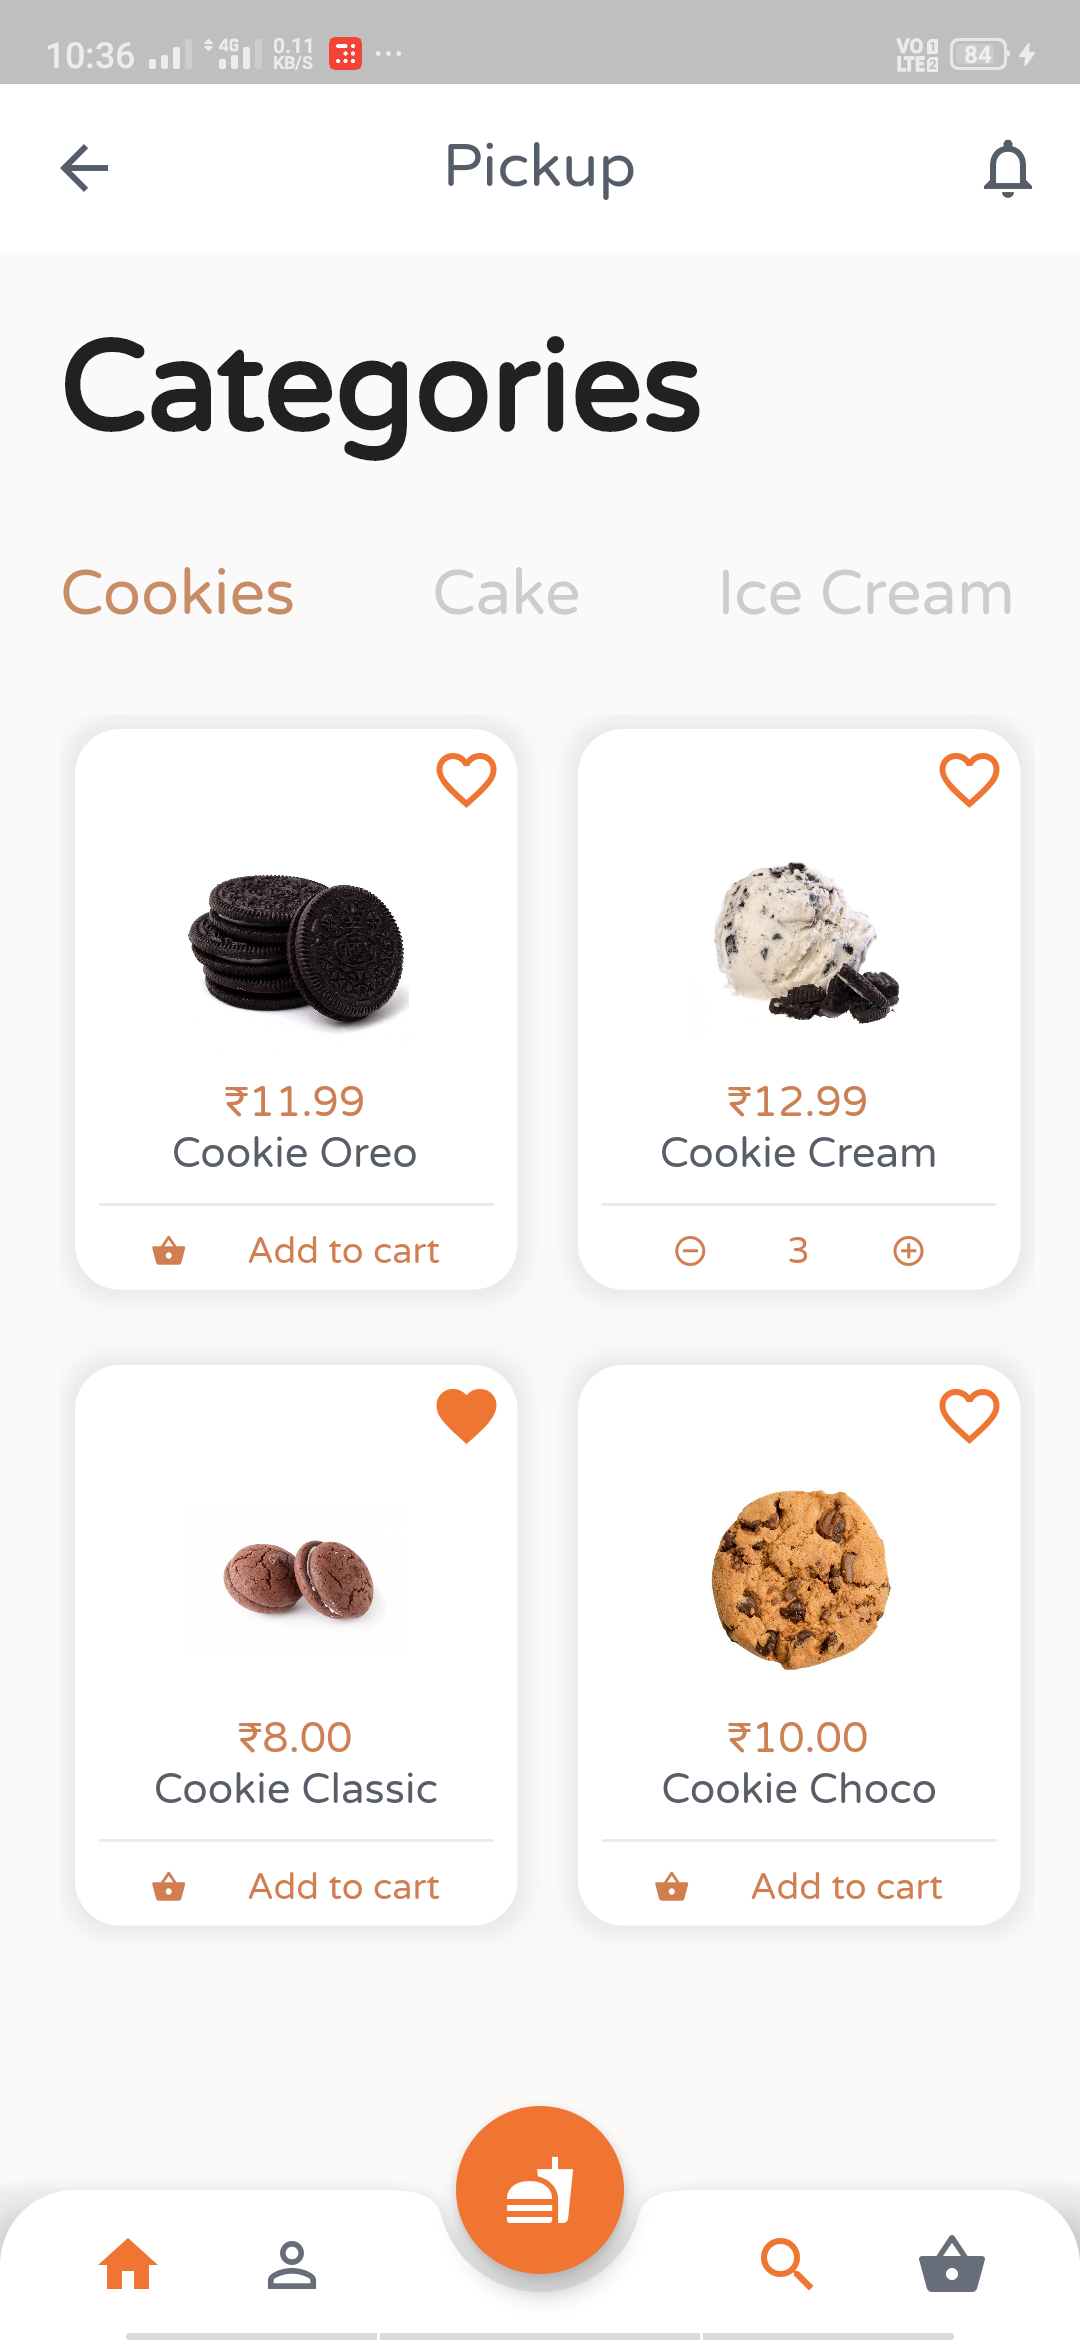 10:36 4G 0.11 KB/S VO 1 LTE 2 84
Pickup
Categories
Cookies Cake Ice Cream
₹11.99 ₹12.99
Cookie Oreo Cookie Cream
Add to cart 3
₹8.00 ₹10.00
Cookie Classic Cookie Choco
Add to cart Add to cart